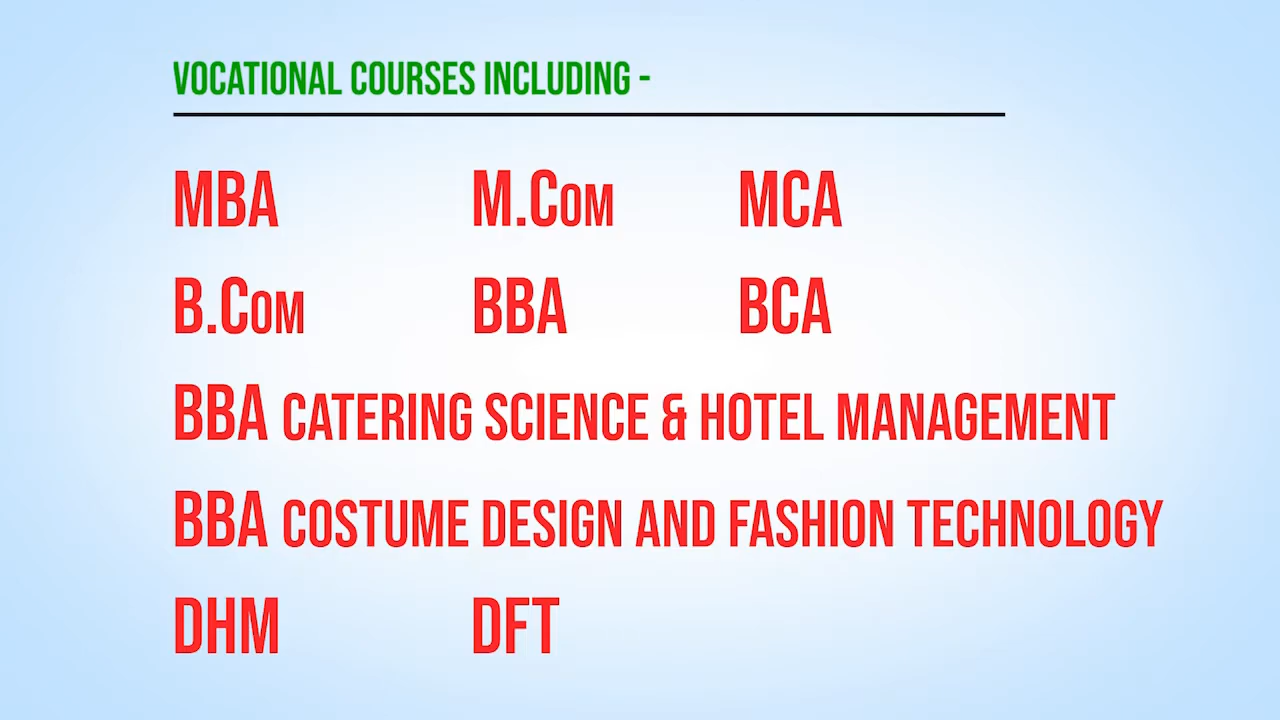 VOCATIONAL COURSES INCLUDING -
MBA M.COM MCA
B.COM BBA BCA
BBA CATERING SCIENCE & HOTEL MANAGEMENT
BBA COSTUME DESIGN AND FASHION TECHNOLOGY
DHM DFT